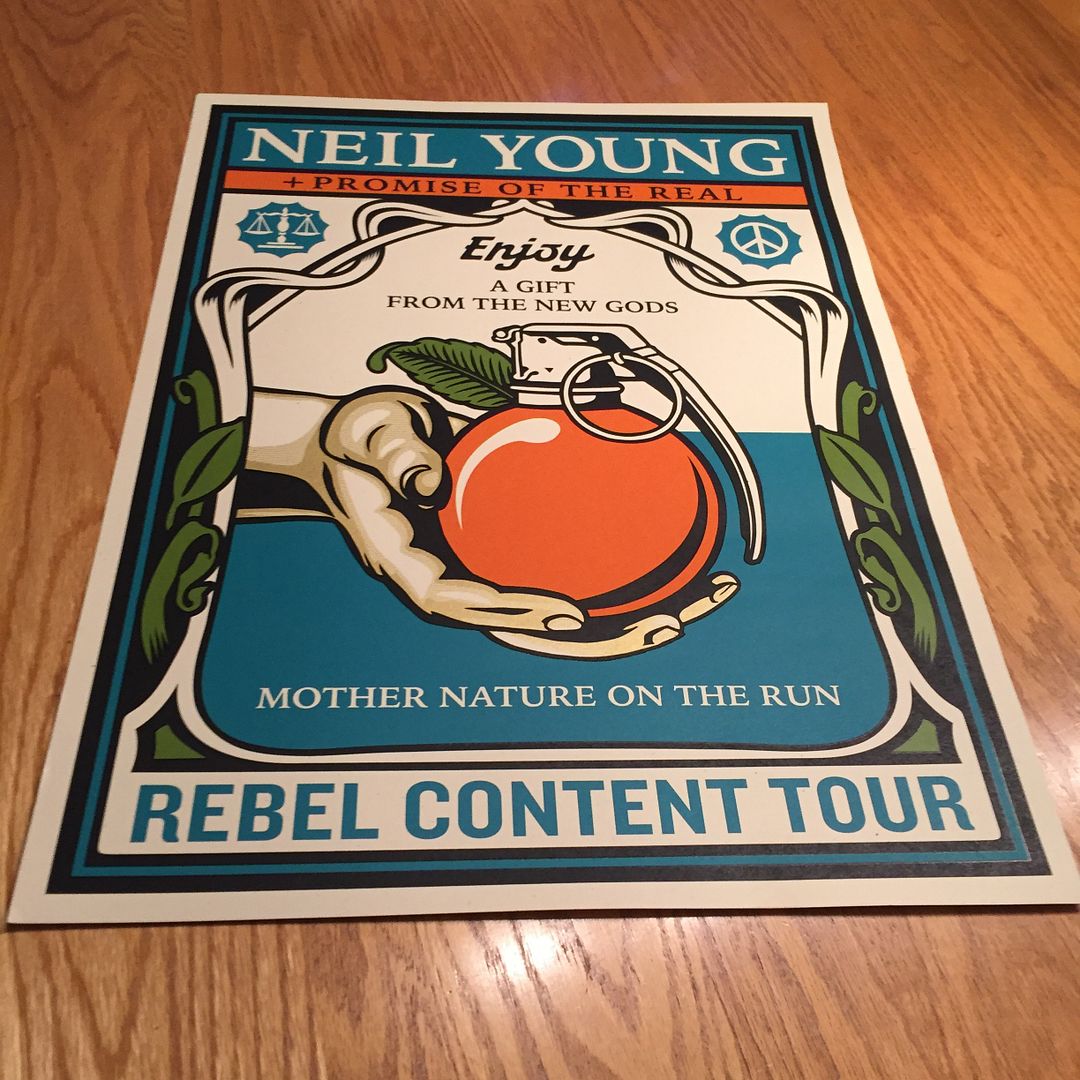 NEIL YOUNG
+PROMISE OF THE REAL
Enjoy
A GIFT
FROM THE NEW GODS
MOTHER NATURE ON THE RUN
REBEL CONTENT TOUR